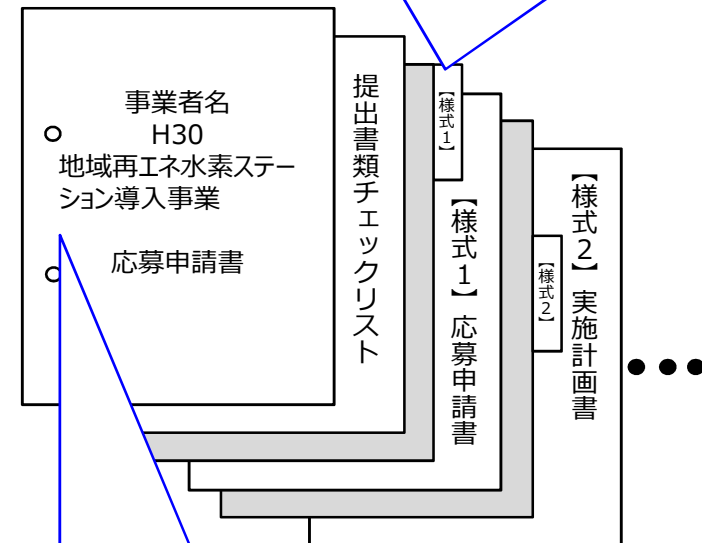 事業者名
H30
地域再エネ水素ステー
ション導入事業
応募申請書
提出書類チェックリスト
【様式1】
【様式1】応募申請書
【様式2】
【様式2】実施計画書
●●●